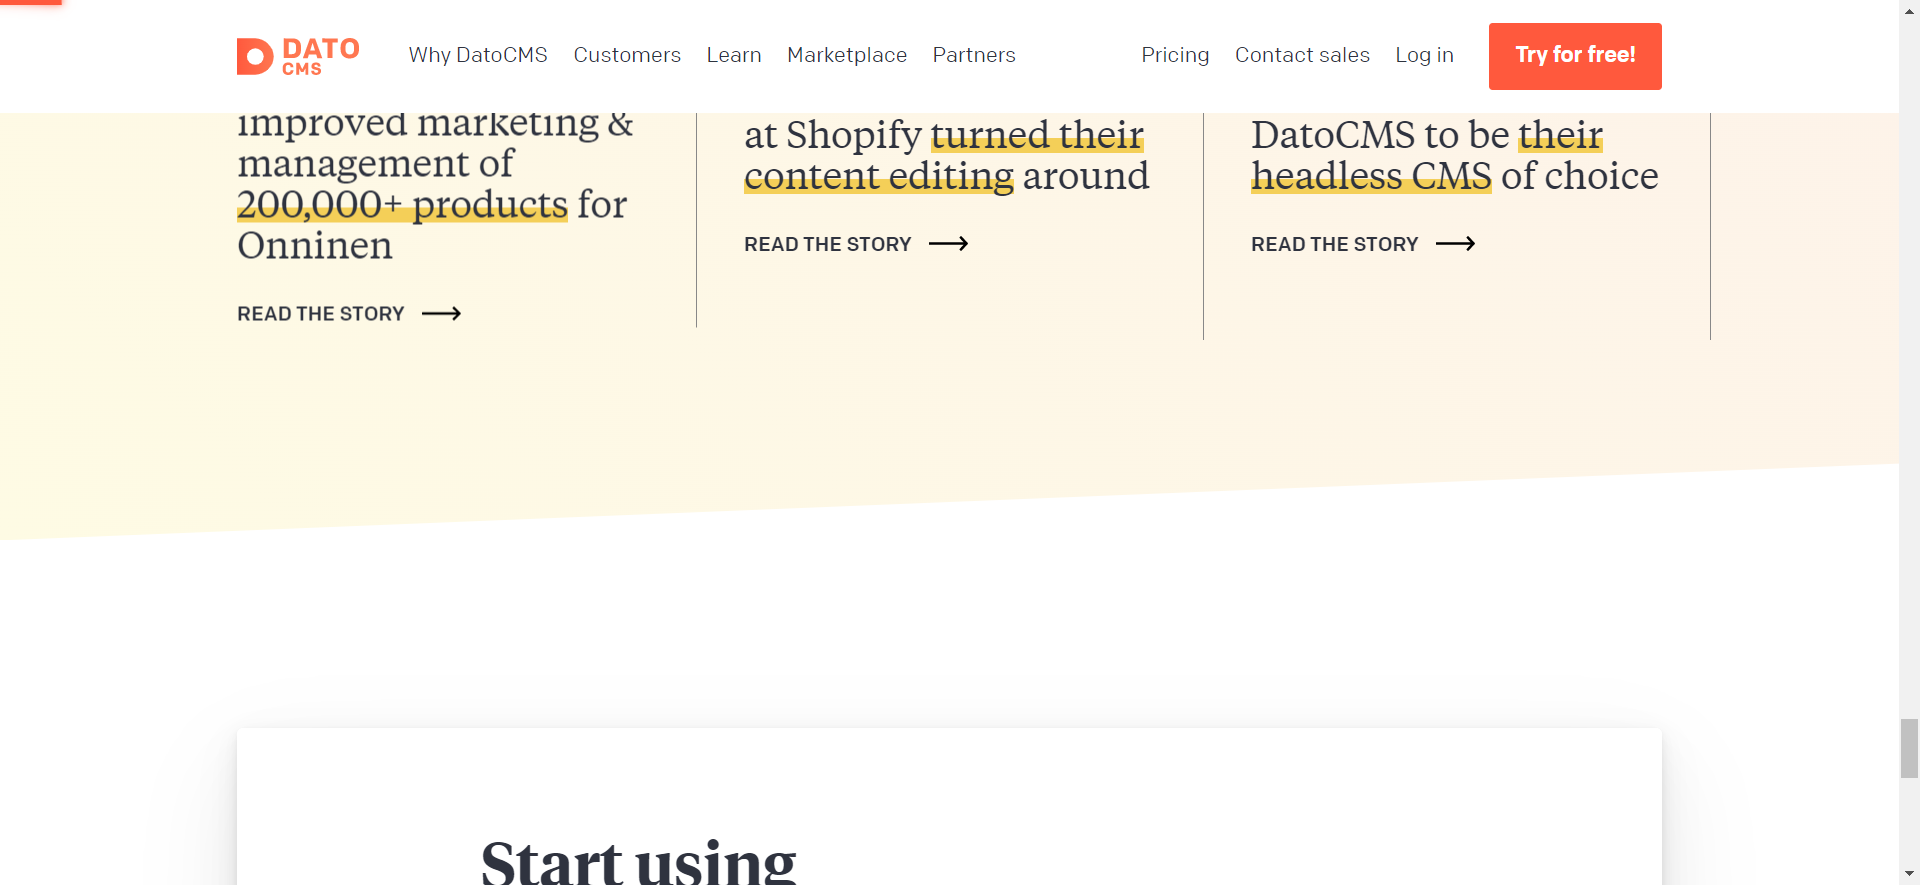 DATO
CMS
Why DatoCMS Customers Learn Marketplace Partners Pricing Contact sales Log in Try for free!
improved marketing &
management of
200,000+ products for
Onninen
READ THE STORY
at Shopify turned their
content editing around
READ THE STORY
DatoCMS to be their
headless CMS of choice
READ THE STORY
Start using